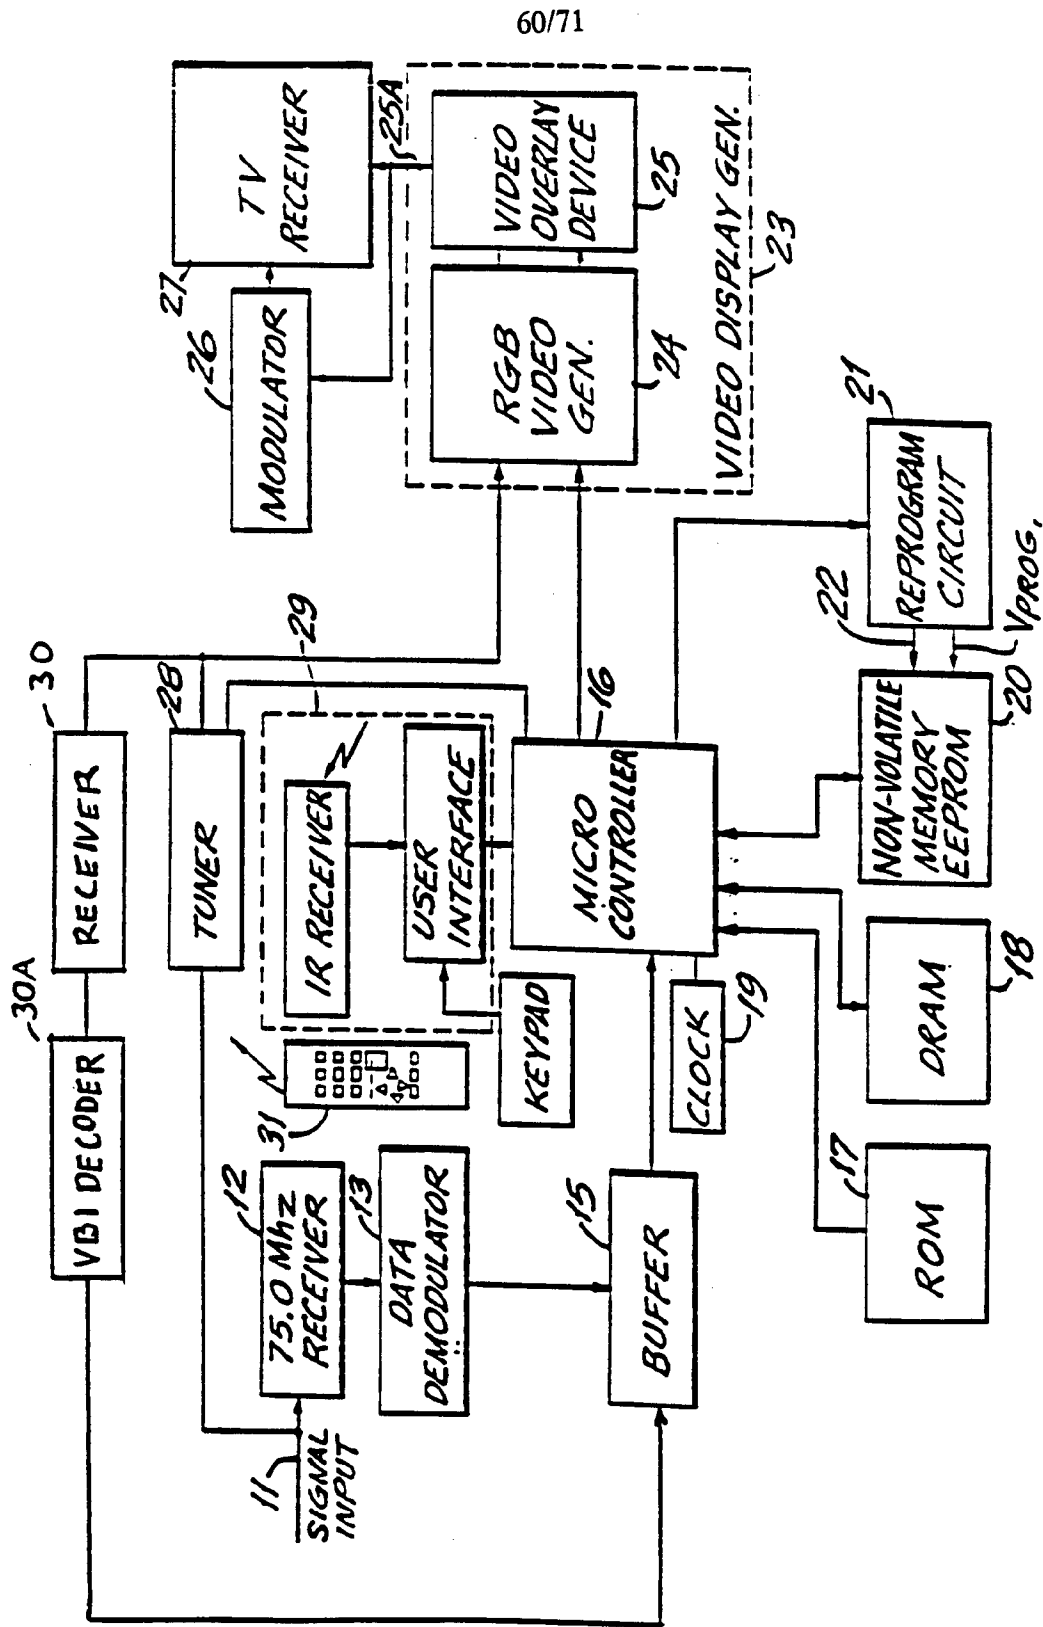 60/71
30A
VBI DECODER
30
RECEIVER
28
TUNER
11
SIGNAL
INPUT
12
75.0 Mhz
RECEIVER
13
DATA
DEMODULATOR
31
29
IR RECEIVER
USER
INTERFACE
KEYPAD
15
BUFFER
16
MICRO
CONTROLLER
CLOCK
19
17
ROM
DRAM
18
NON-VOLATILE
MEMORY
EEPROM
20
22
VPROG.
21
REPROGRAM
CIRCUIT
26
MODULATOR
27
TV
RECEIVER
25A
RGB
VIDEO
GEN.
24
VIDEO
OVERLAY
DEVICE
25
VIDEO DISPLAY GEN.
23